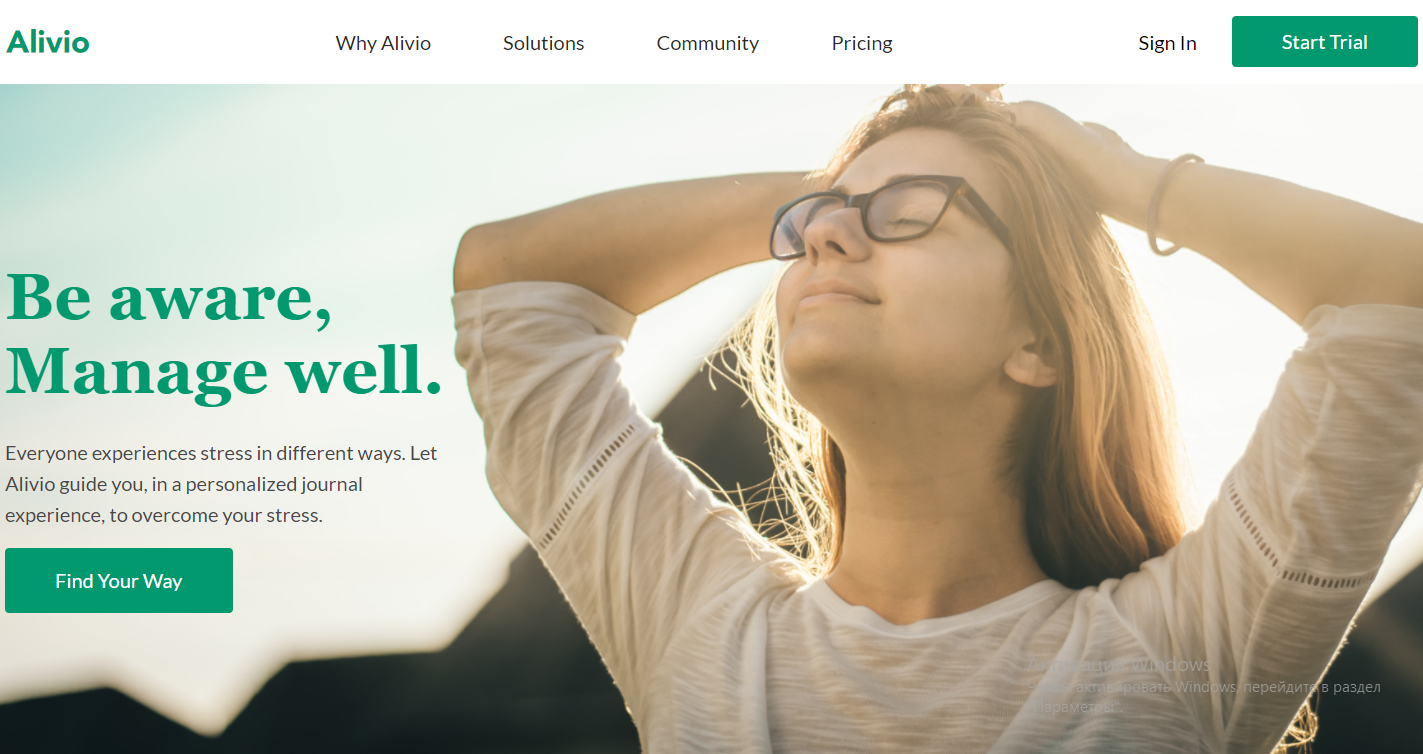 Alivio
Why Alivio
Solutions
Community
Pricing
Sign In
Start Trial
Be aware,
Manage well.
Everyone experiences stress in different ways. Let
Alivio guide you, in a personalized journal
experience, to overcome your stress.
Find Your Way
Активация Windows
активировать Windows, перейдите в раздел
"Параметры".